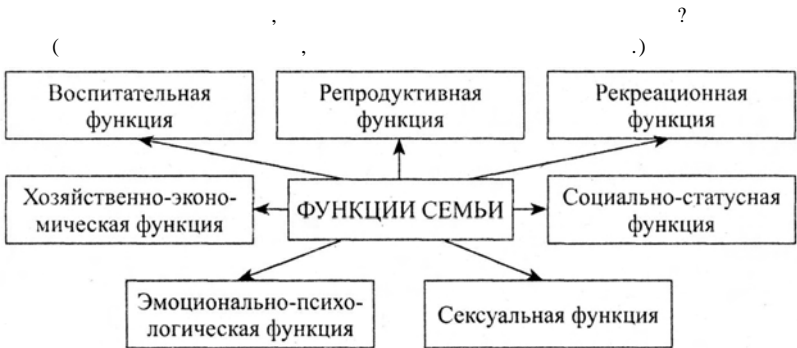 , ?
( , .)
Воспитательная
функция
Репродуктивная
функция
Рекреационная
функция
Хозяйственно-эконо-
мическая функция
ФУНКЦИИ СЕМЬИ
Социально-статусная
функция
Эмоционально-психо-
логическая функция
Сексуальная функция